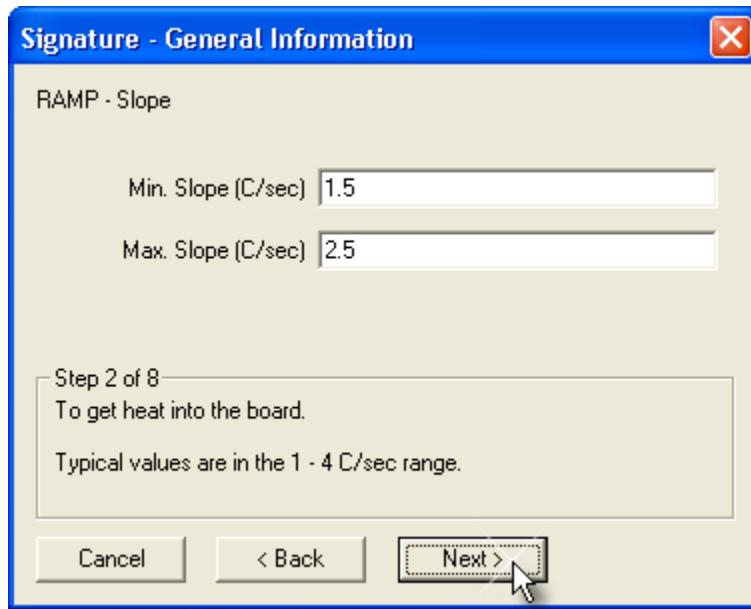 Signature - General Information
RAMP - Slope
Min. Slope (C/sec) 1.5
Max. Slope (C/sec) 2.5
Step 2 of 8
To get heat into the board.
Typical values are in the 1 - 4 C/sec range.
Cancel < Back Next >